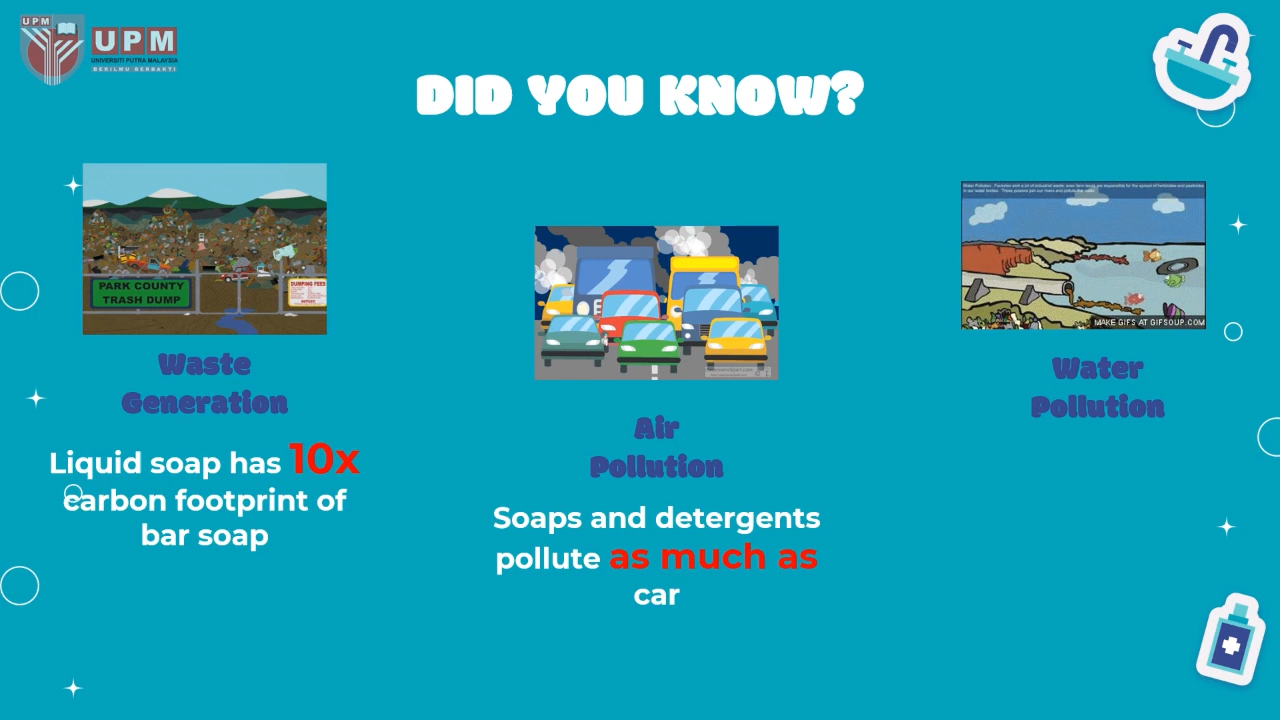 UPM
UPM
UNIVERSITI PUTRA MALAYSIA
BERILMU BERBAKTI
DID YOU KNOW?
PARK COUNTY
TRASH DUMP
DUMPING FEES
Waste
Generation
Liquid soap has 10x
carbon footprint of
bar soap
Air
Pollution
Soaps and detergents
pollute as much as
car
MAKE GIFS AT GIFSOUP.COM
Water
Pollution